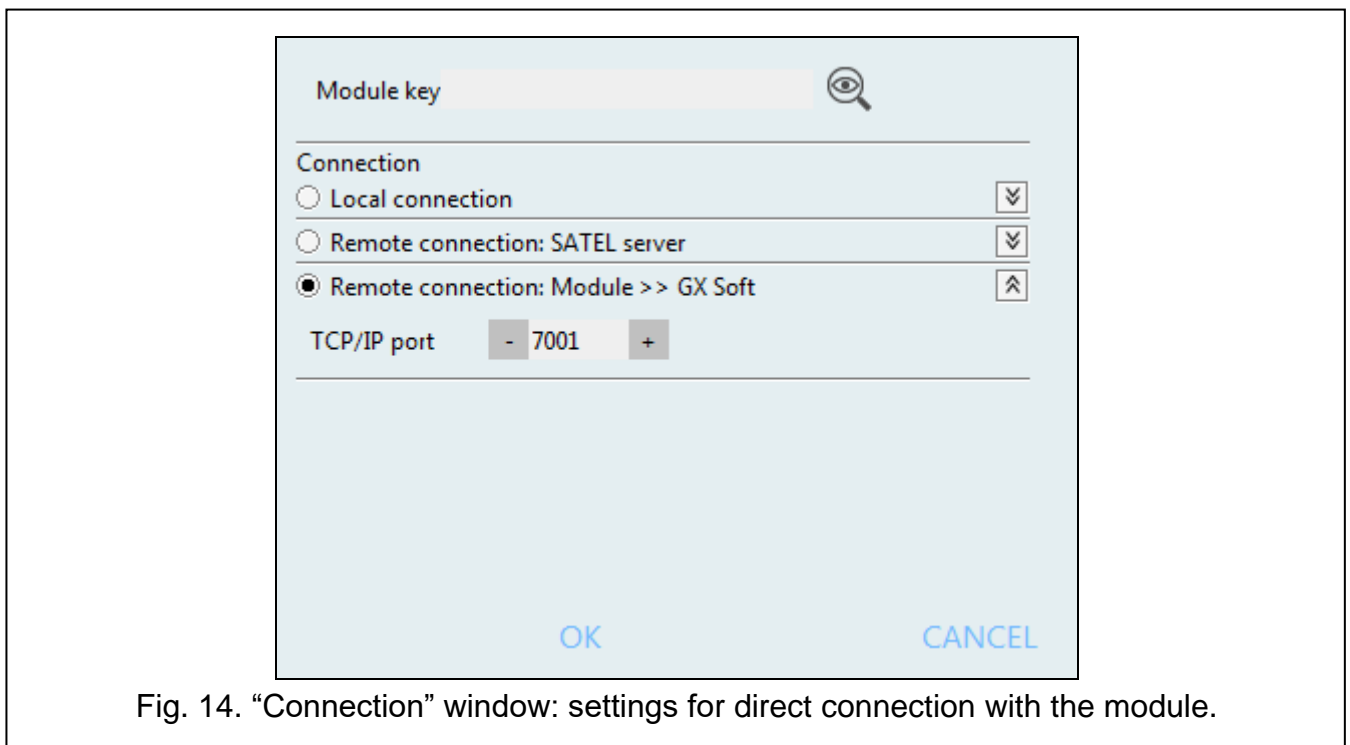 Module key
Connection
Local connection
Remote connection: SATEL server
Remote connection: Module >> GX Soft
TCP/IP port - 7001 +
OK CANCEL
Fig. 14. “Connection” window: settings for direct connection with the module.